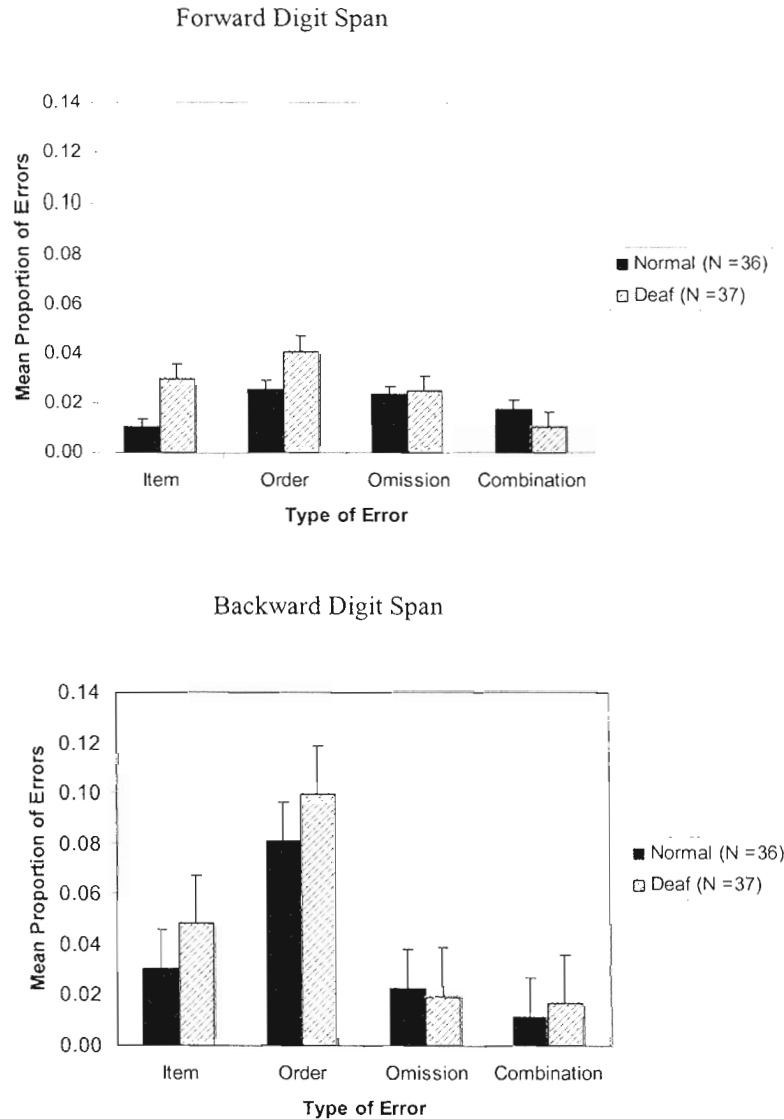 Forward Digit Span
0.14
0.12
0.10
0.08
0.06
0.04
0.02
0.00
Mean Proportion of Errors
Normal (N =36)
Deaf (N =37)
Item Order Omission Combination
Type of Error
Backward Digit Span
0.14
0.12
0.10
0.08
0.06
0.04
0.02
0.00
Mean Proportion of Errors
Normal (N =36)
Deaf (N =37)
Item Order Omission Combination
Type of Error